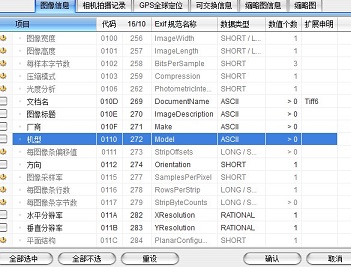 图像信息 相机拍摄记录 GPS全球定位 可交换信息 缩略图信息 缩略图
项目 代码 16/10 Exif规范名称 数据类型 数值个数 扩展申明
图像宽度 0100 256 ImageWidth SHORT / L... 1
图像高度 0101 257 ImageLength SHORT / L... 1
每样本字节数 0102 258 BitsPerSample SHORT 3
压缩模式 0103 259 Compression SHORT 1
光度分析 0106 262 PhotometricInte... SHORT 1
文档名 010D 269 DocumentName ASCII > 0 Tiff6
图像标题 010E 270 ImageDescription ASCII > 0
厂商 010F 271 Make ASCII > 0
机型 0110 272 Model ASCII > 0
每图像条偏移值 0111 273 StripOffsets LONG / S... > 0
方向 0112 274 Orientation SHORT 1
图像采样率 0115 277 SamplesPerPixel SHORT 1
每图像条行数 0116 278 RowsPerStrip LONG / S... 1
每图像条字节数 0117 279 StripByteCounts LONG / S... > 0
水平分辨率 011A 282 XResolution RATIONAL 1
垂直分辨率 011B 283 YResolution RATIONAL 1
平面结构 011C 284 PlanarConfigu... SHORT 1
全部选中 全部不选 重设 确认 取消